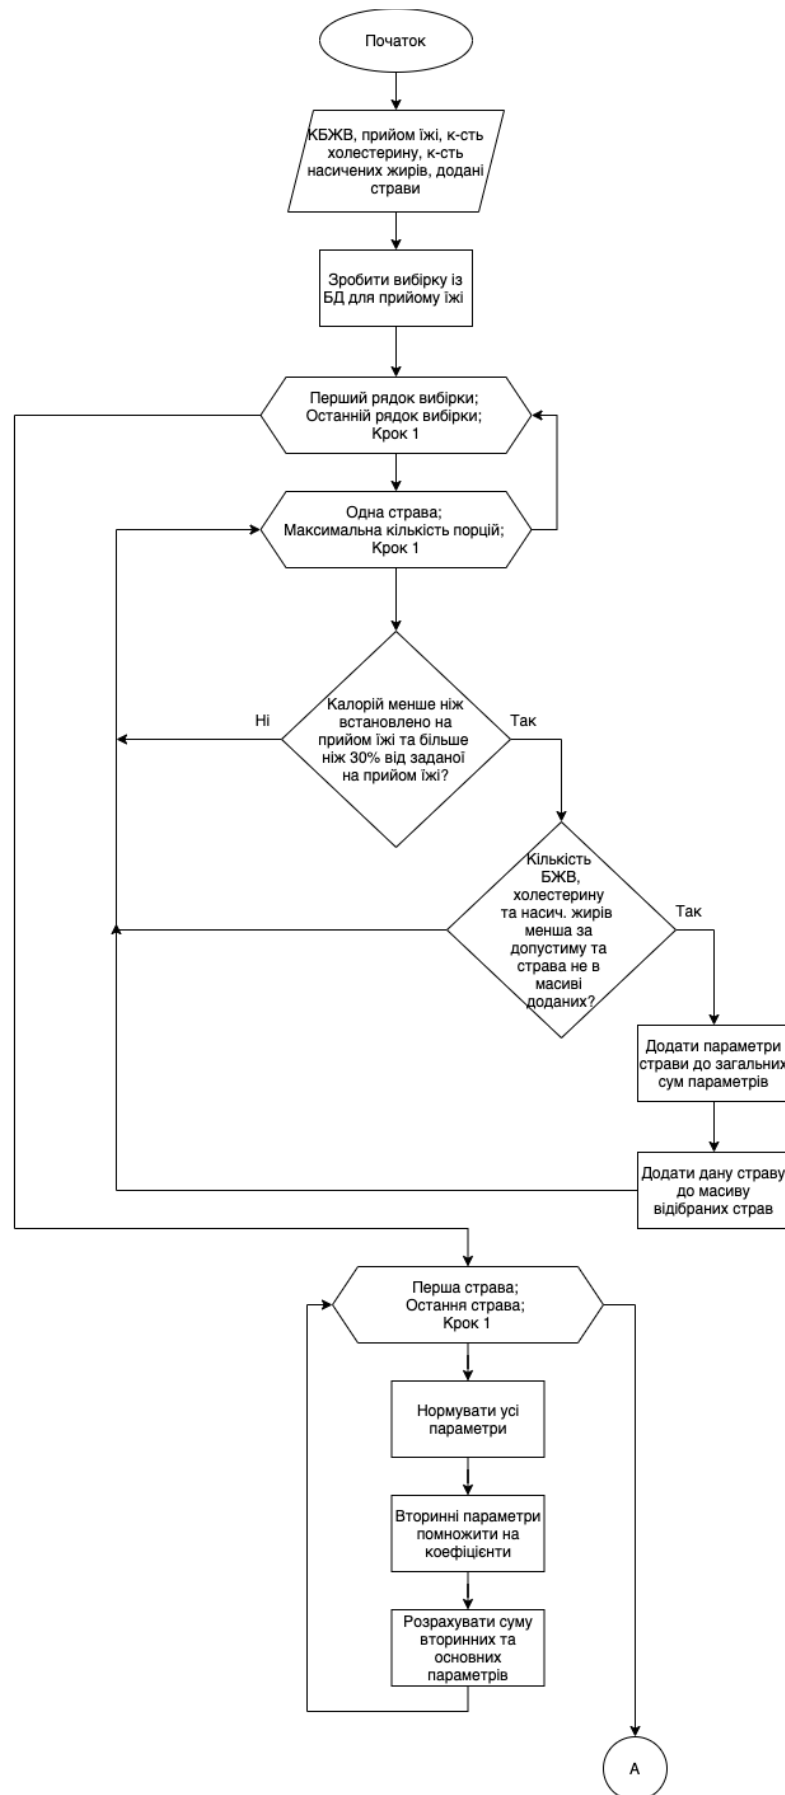 Початок
КБЖВ, прийом їжі, к-сть
холестерину, к-сть
насичених жирів, додані
страви
Зробити вибірку із
БД для прийому їжі
Перший рядок вибірки;
Останній рядок вибірки;
Крок 1
Одна страва;
Максимальна кількість порцій;
Крок 1
Калорій менше ніж
встановлено на
прийом їжі та більше
ніж 30% від заданої
на прийом їжі?
Ні
Так
Кількість
БЖВ,
холестерину
та насич. жирів
менша за
допустиму та
страва не в
масиві
доданих?
Так
Додати параметри
страви до загальних
сум параметрів
Додати дану страву
до масиву
відібраних страв
Перша страва;
Остання страва;
Крок 1
Нормувати усі
параметри
Вторинні параметри
помножити на
коефіцієнти
Розрахувати суму
вторинних та
основних
параметрів
А